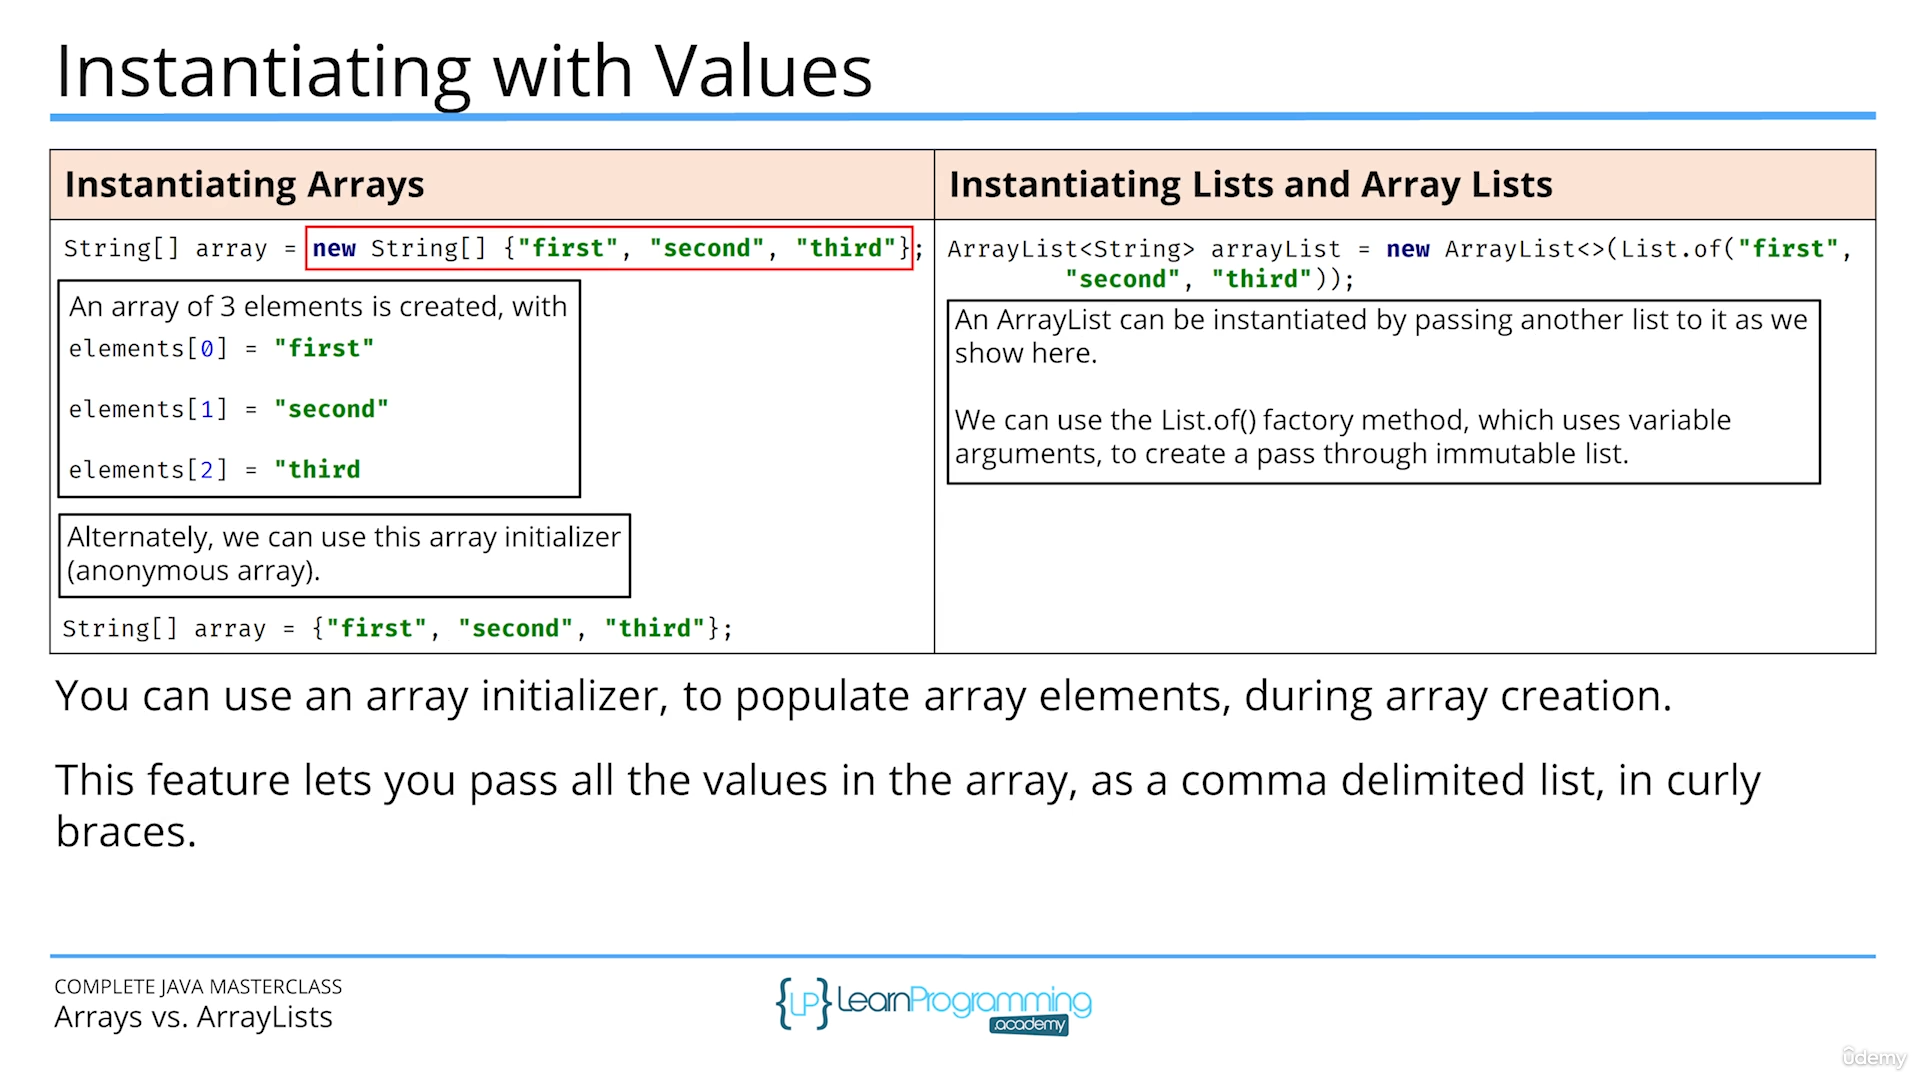 Instantiating with Values
Instantiating Arrays
String[] array = new String[] {"first", "second", "third"};
An array of 3 elements is created, with
elements[0] = "first"
elements[1] = "second"
elements[2] = "third
Alternately, we can use this array initializer
(anonymous array).
String[] array = {"first", "second", "third"};
Instantiating Lists and Array Lists
ArrayList<String> arrayList = new ArrayList<>(List.of("first",
"second", "third"));
An ArrayList can be instantiated by passing another list to it as we
show here.
We can use the List.of() factory method, which uses variable
arguments, to create a pass through immutable list.
You can use an array initializer, to populate array elements, during array creation.
This feature lets you pass all the values in the array, as a comma delimited list, in curly
braces.
COMPLETE JAVA MASTERCLASS
Arrays vs. ArrayLists
{LP} LearnProgramming
.academy
ûdemy